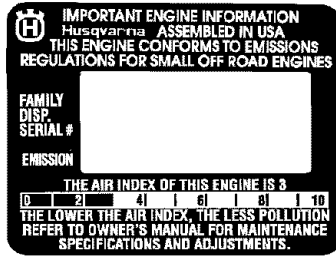 IMPORTANT ENGINE INFORMATION
Husqvarna ASSEMBLED IN USA
THIS ENGINE CONFORMS TO EMISSIONS
REGULATIONS FOR SMALL OFF ROAD ENGINES
FAMILY
DISP.
SERIAL #
EMISSION
THE AIR INDEX OF THIS ENGINE IS 3
0 2 4 6 8 10
THE LOWER THE AIR INDEX, THE LESS POLLUTION
REFER TO OWNER'S MANUAL FOR MAINTENANCE
SPECIFICATIONS AND ADJUSTMENTS.